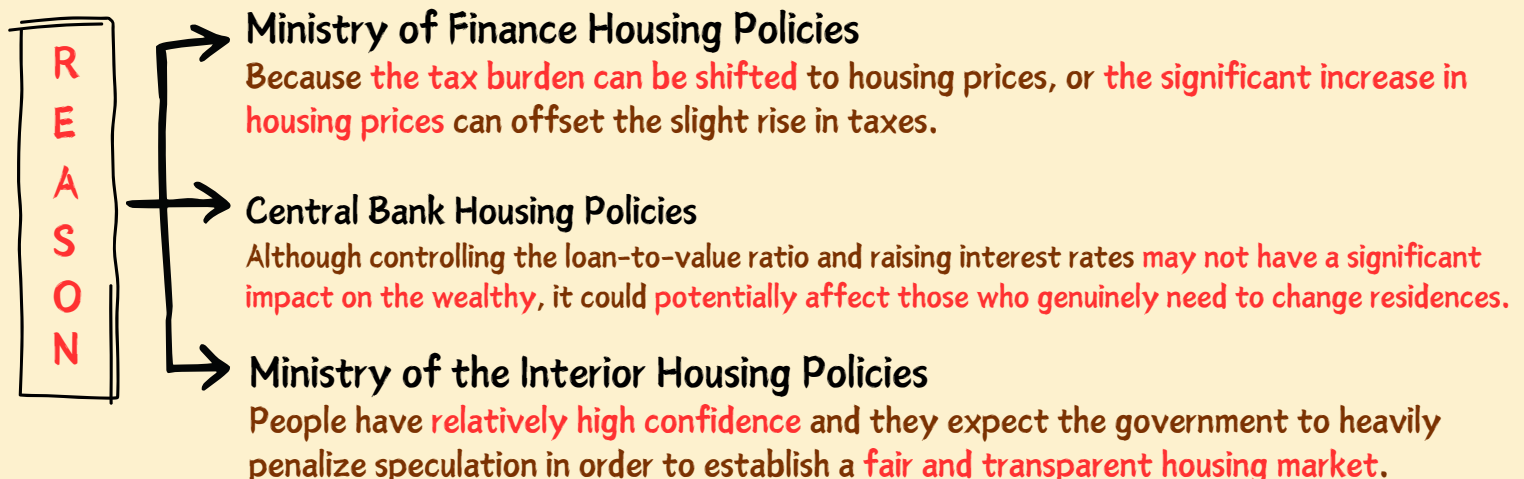 REASON
Ministry of Finance Housing Policies
Because the tax burden can be shifted to housing prices, or the significant increase in
housing prices can offset the slight rise in taxes.
Central Bank Housing Policies
Although controlling the loan-to-value ratio and raising interest rates may not have a significant
impact on the wealthy, it could potentially affect those who genuinely need to change residences.
Ministry of the Interior Housing Policies
People have relatively high confidence and they expect the government to heavily
penalize speculation in order to establish a fair and transparent housing market.